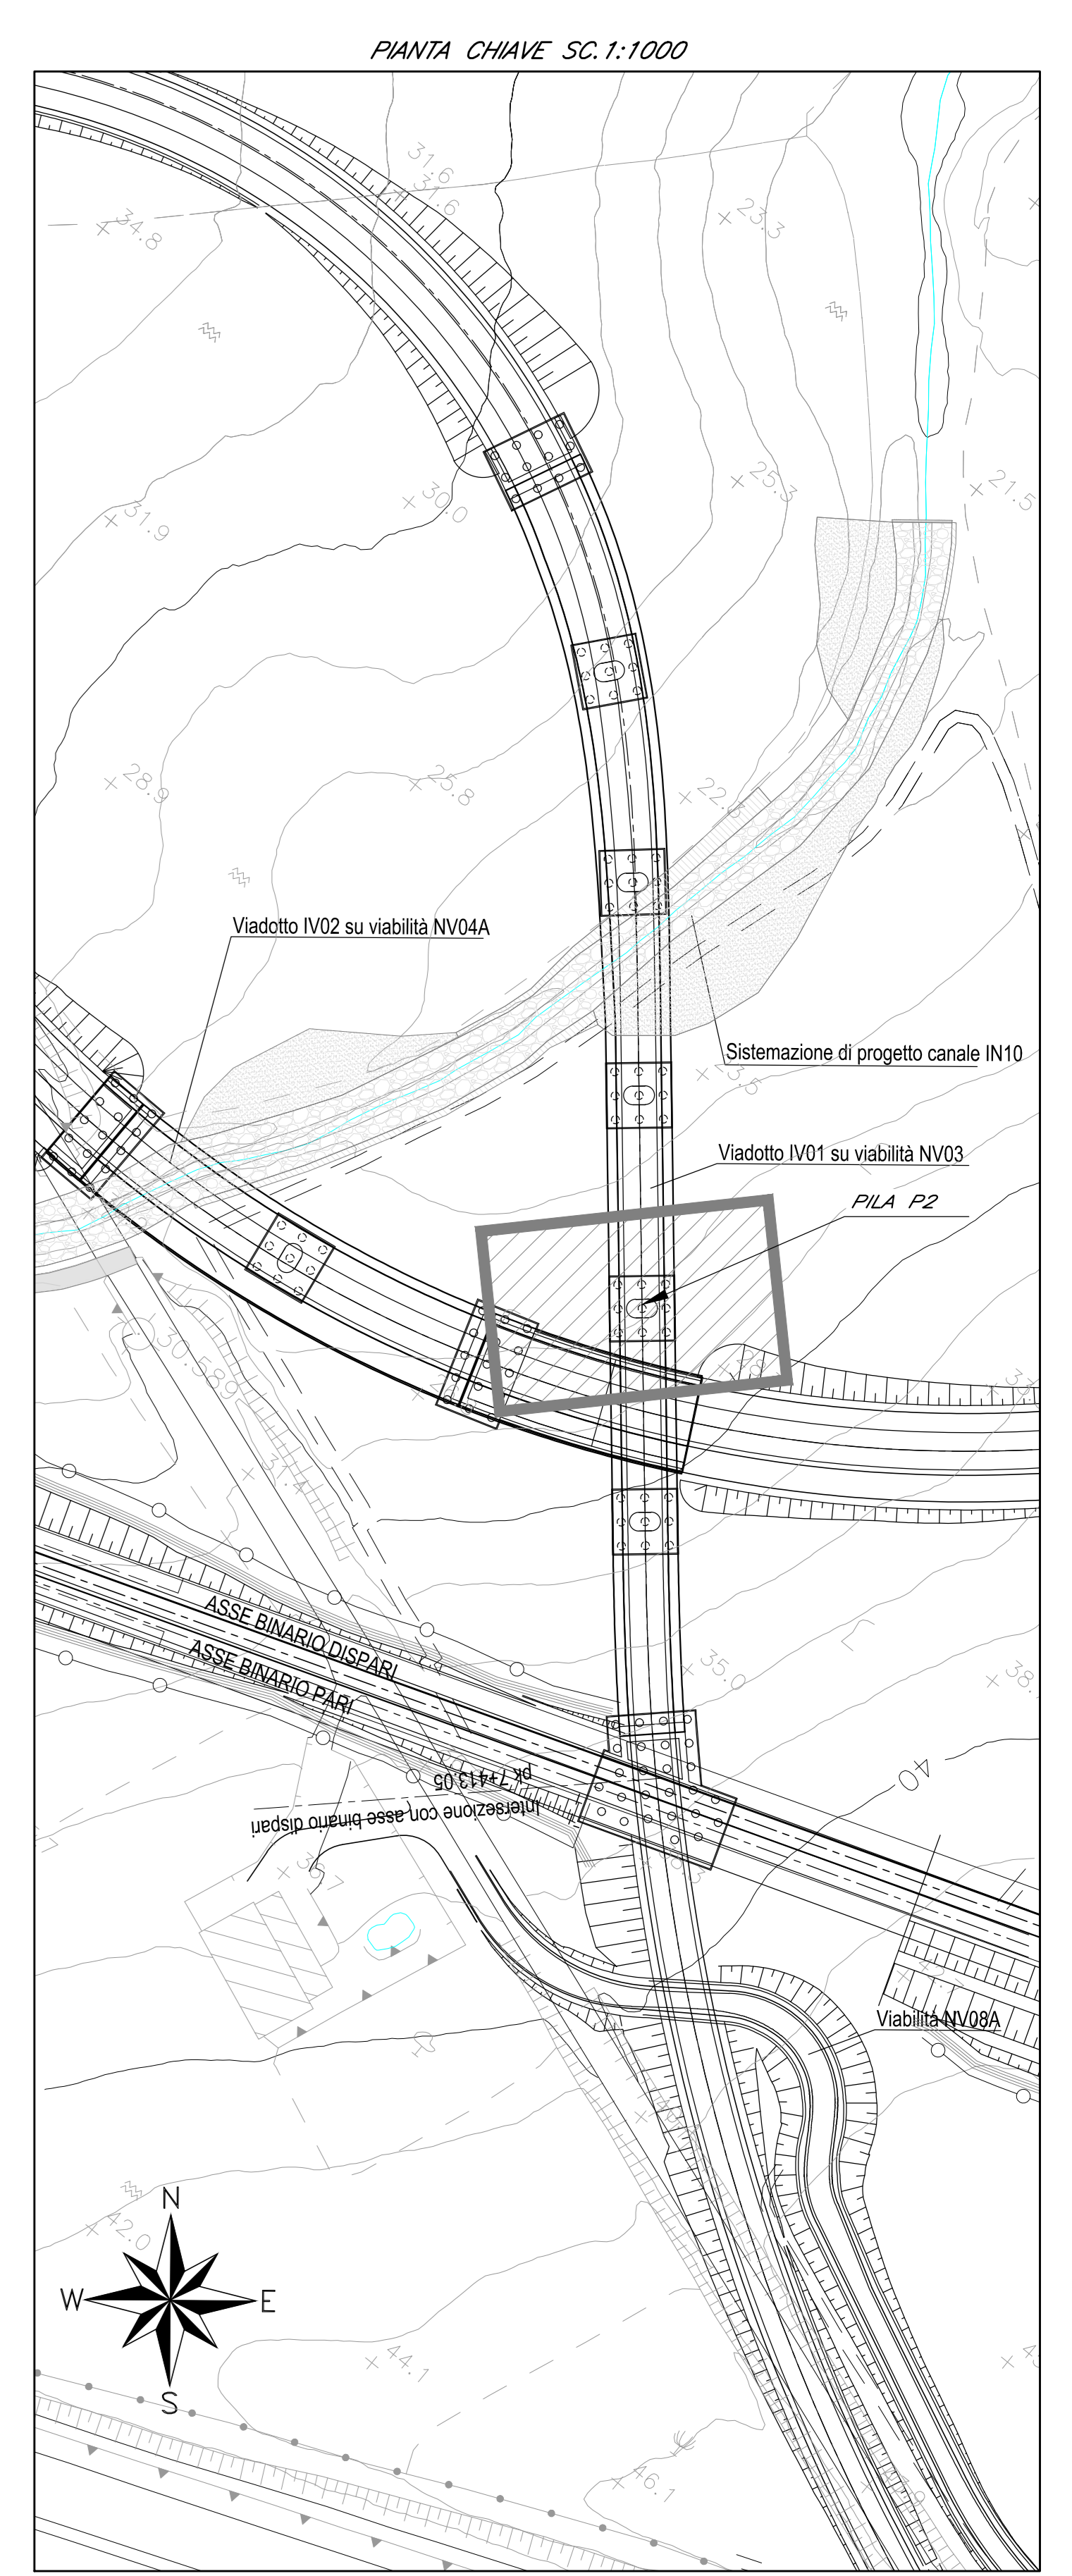 PIANTA CHIAVE SC. 1:1000
31.6
31.6
34.8
23.3
25.3
21.5
31.9
30.0
28.9
25.8
Viadotto IV02 su viabilità NV04A
Sistemazione di progetto canale IN10
Viadotto IV01 su viabilità NV03
PILA P2
30.589
ASSE BINARIO DISPARI
ASSE BINARIO PARI
35.0
38.
40
pk 7+413.05
Intersezione con asse binario dispari
Viabilità NV08A
N
42.0
W
E
S
44.1
46.1